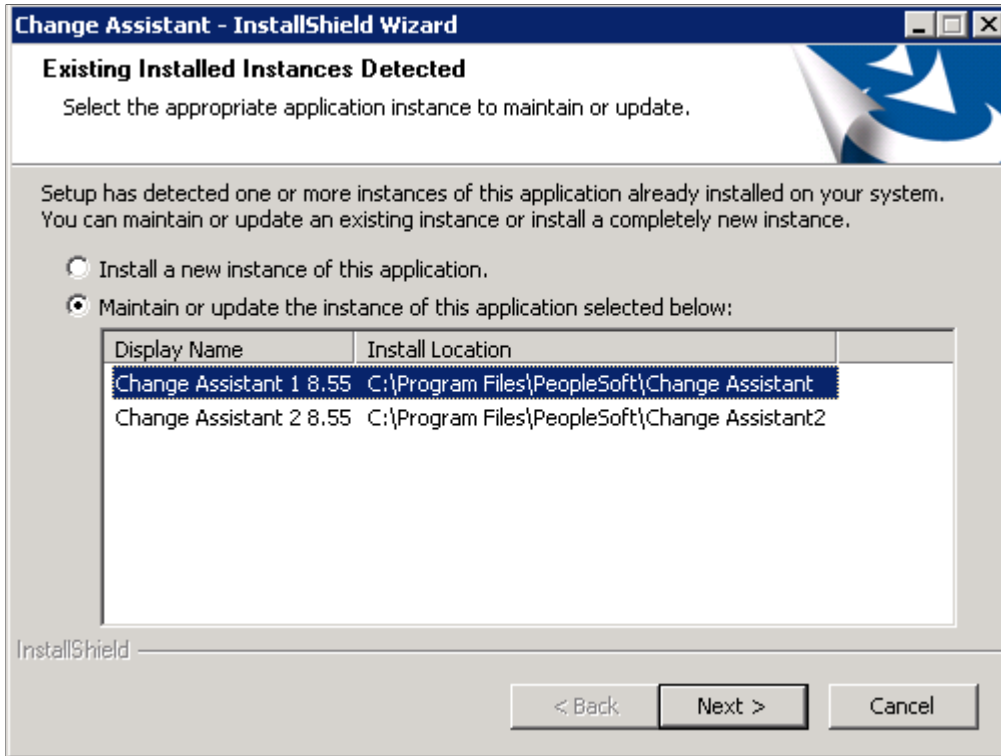 Change Assistant - InstallShield Wizard
Existing Installed Instances Detected
Select the appropriate application instance to maintain or update.
Setup has detected one or more instances of this application already installed on your system.
You can maintain or update an existing instance or install a completely new instance.
Install a new instance of this application.
Maintain or update the instance of this application selected below:
Display Name Install Location
Change Assistant 1 8.55 C:\Program Files\PeopleSoft\Change Assistant
Change Assistant 2 8.55 C:\Program Files\PeopleSoft\Change Assistant2
InstallShield
< Back Next > Cancel